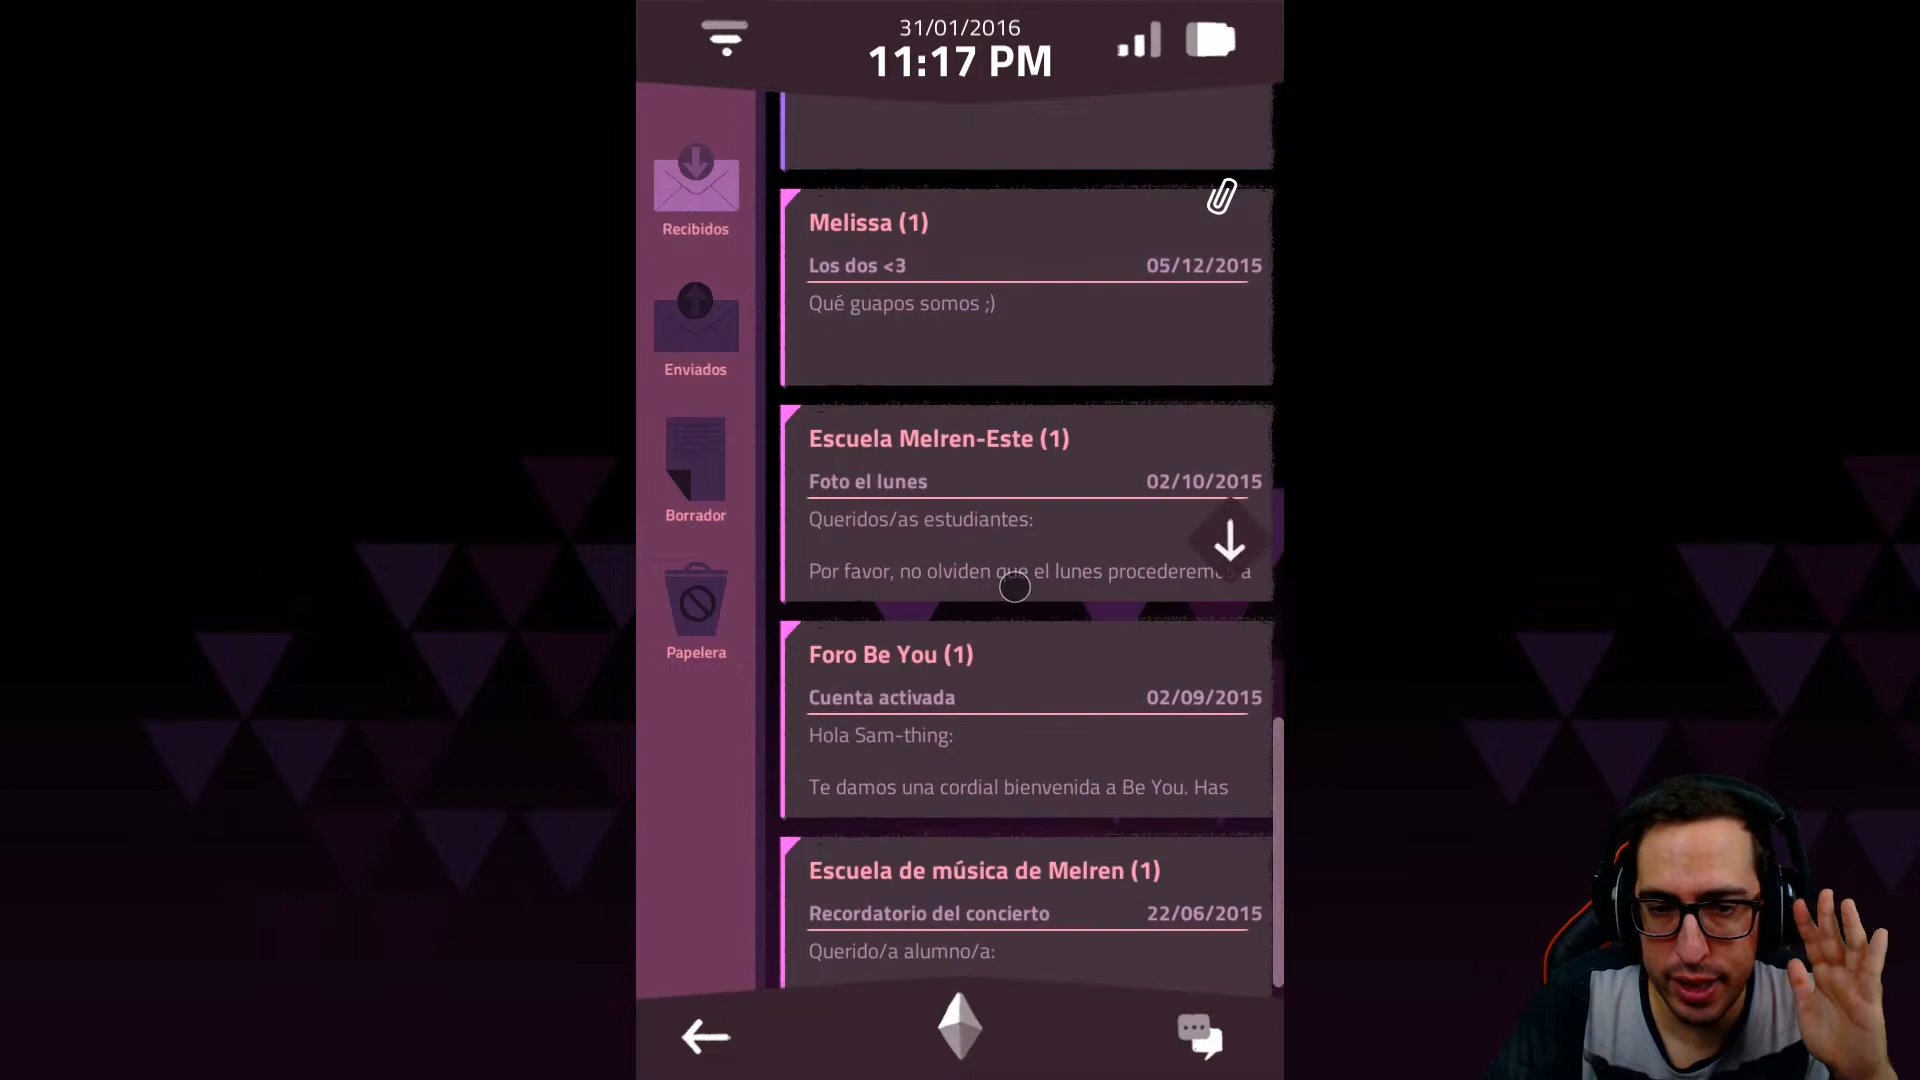 31/01/2016
11:17 PM
Recibidos
Enviados
Borrador
Papelera
Melissa (1)
Los dos <3 05/12/2015
Qué guapos somos ;)
Escuela Melren-Este (1)
Foto el lunes 02/10/2015
Queridos/as estudiantes:
Por favor, no olviden que el lunes procederemos a
Foro Be You (1)
Cuenta activada 02/09/2015
Hola Sam-thing:
Te damos una cordial bienvenida a Be You. Has
Escuela de música de Melren (1)
Recordatorio del concierto 22/06/2015
Querido/a alumno/a: